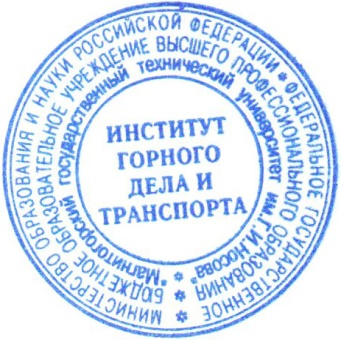 МИНИСТЕРСТВО ОБРАЗОВАНИЯ И НАУКИ РОССИЙСКОЙ ФЕДЕРАЦИИ * ФЕДЕРАЛЬНОЕ ГОСУДАРСТВЕННОЕ *
БЮДЖЕТНОЕ ОБРАЗОВАТЕЛЬНОЕ УЧРЕЖДЕНИЕ ВЫСШЕГО ПРОФЕССИОНАЛЬНОГО ОБРАЗОВАНИЯ *
"Магнитогорский государственный технический университет им. Г.И.Носова" *
ИНСТИТУТ
ГОРНОГО
ДЕЛА И
ТРАНСПОРТА